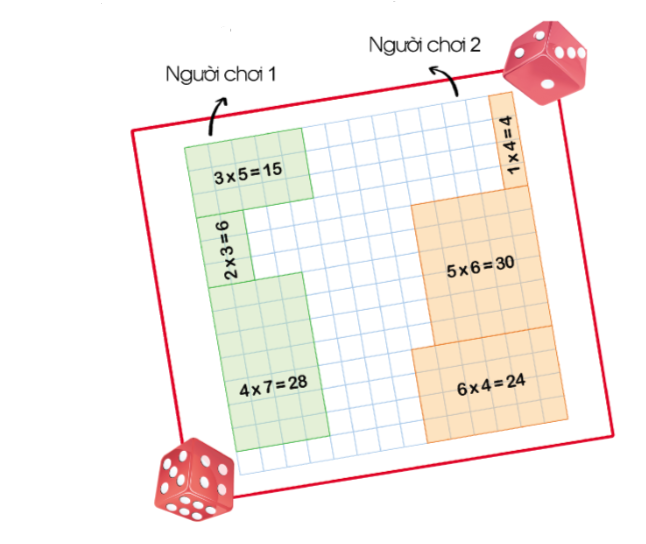 Người chơi 1
Người chơi 2
3 x 5 = 15
1 x 4 = 4
2 x 3 = 6
5 x 6 = 30
4 x 7 = 28
6 x 4 = 24